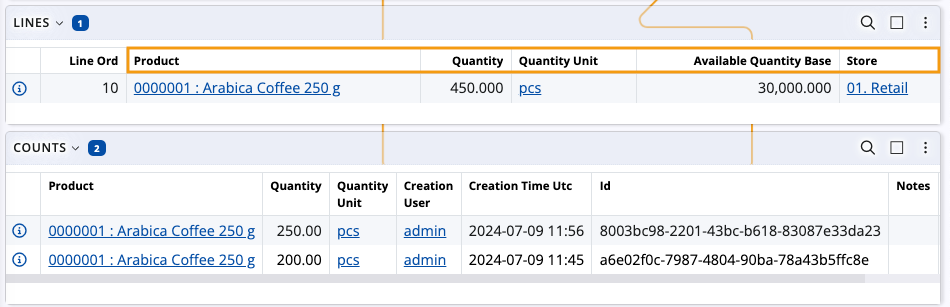 LINES 1
Line Ord Product Quantity Quantity Unit Available Quantity Base Store
10 0000001 : Arabica Coffee 250 g 450.000 pcs 30,000.000 01. Retail
COUNTS 2
Product Quantity Quantity Unit Creation User Creation Time Utc Id Notes
0000001 : Arabica Coffee 250 g 250.00 pcs admin 2024-07-09 11:56 8003bc98-2201-43bc-b618-83087e33da23
0000001 : Arabica Coffee 250 g 200.00 pcs admin 2024-07-09 11:45 a6e02f0c-7987-4804-90ba-78a43b5ffc8e